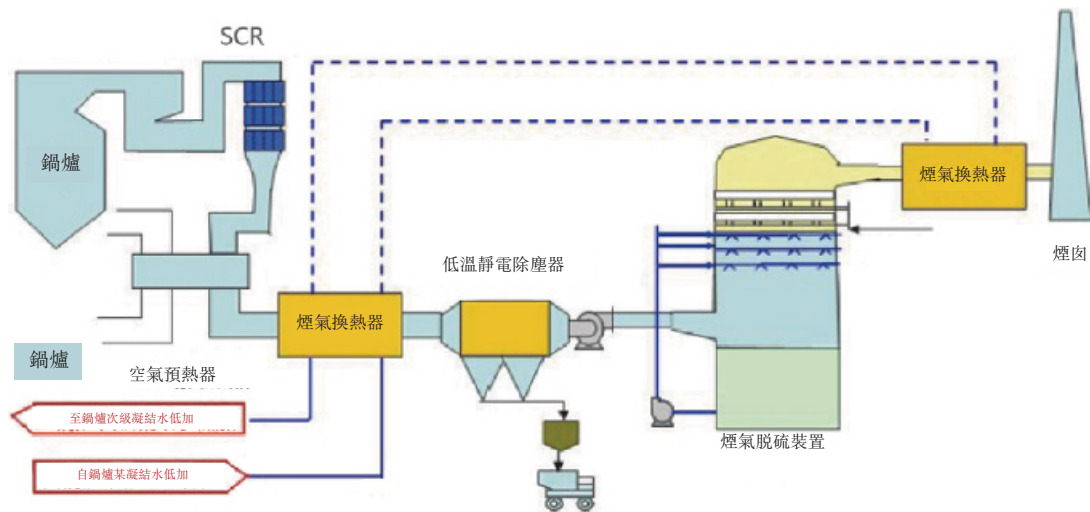 SCR
鍋爐
煙氣換熱器
煙囪
低溫靜電除塵器
煙氣換熱器
鍋爐
空氣預熱器
至鍋爐次級凝結水低加
自鍋爐某凝結水低加
煙氣脱硫裝置